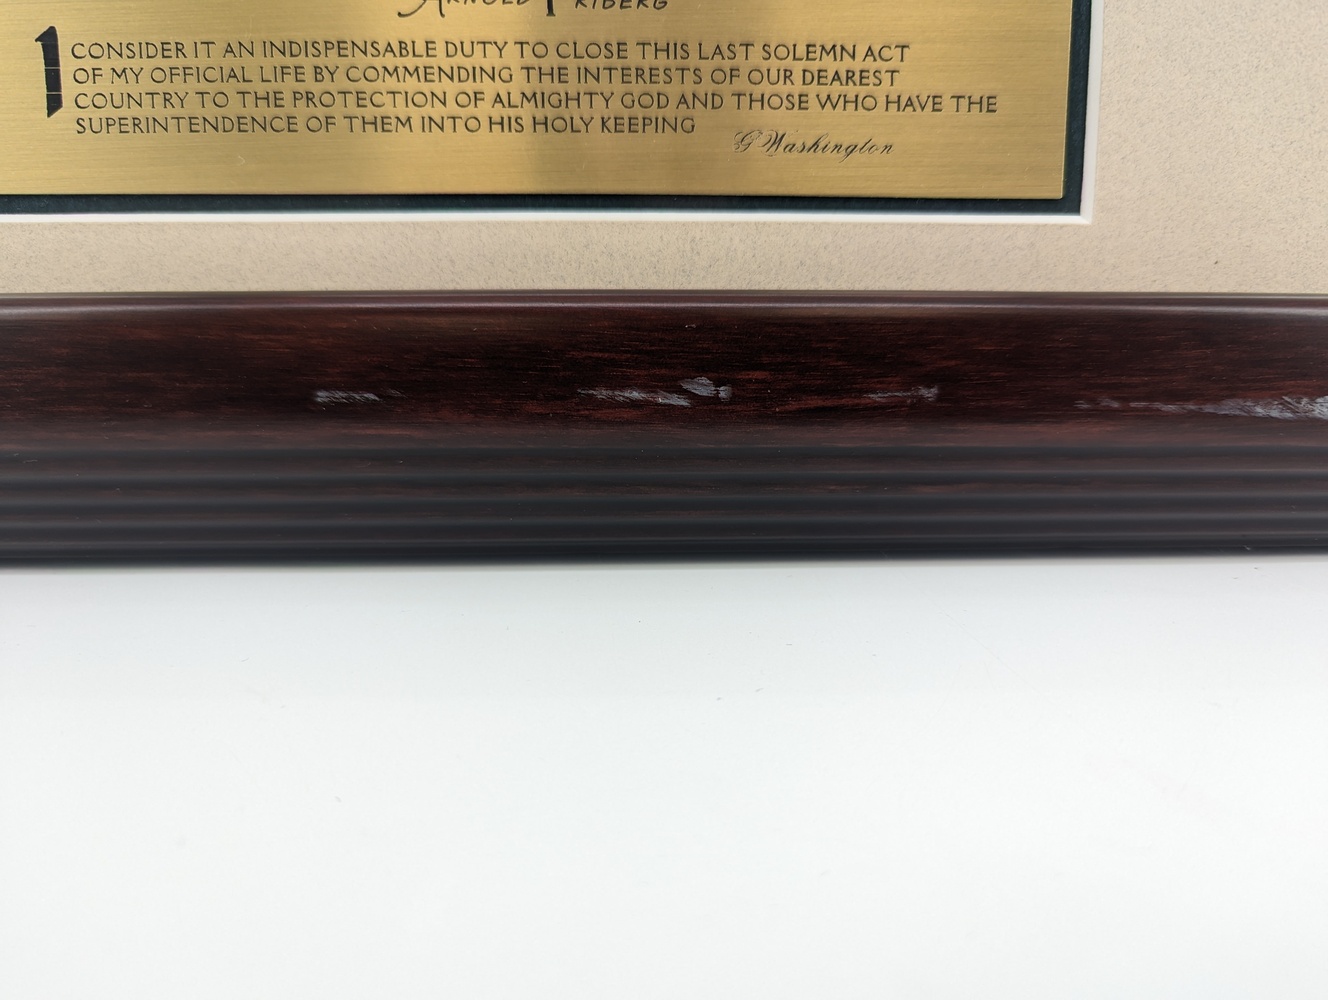 ARNOLD FRIBERG
I CONSIDER IT AN INDISPENSABLE DUTY TO CLOSE THIS LAST SOLEMN ACT
OF MY OFFICIAL LIFE BY COMMENDING THE INTERESTS OF OUR DEAREST
COUNTRY TO THE PROTECTION OF ALMIGHTY GOD AND THOSE WHO HAVE THE
SUPERINTENDENCE OF THEM INTO HIS HOLY KEEPING
G Washington